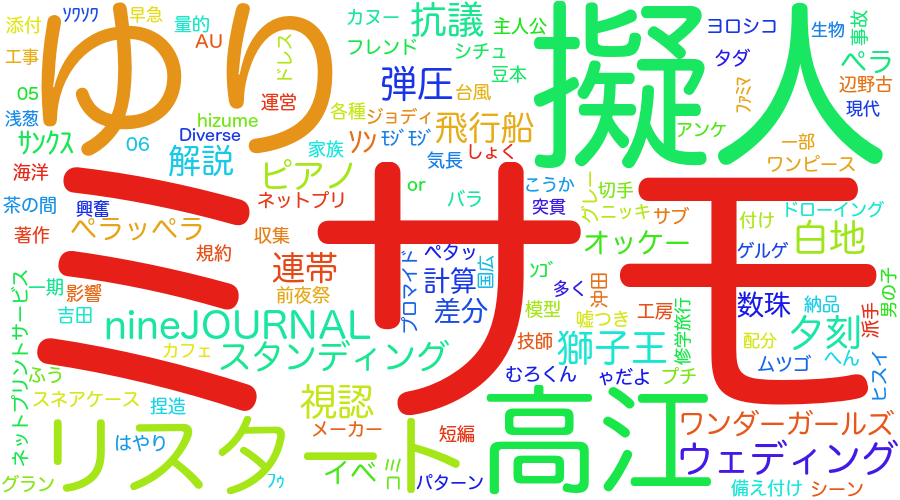 ゆり
擬人
ミサモ
高江
リスタート
nineJOURNAL
スタンディング
獅子王
飛行船
弾圧
抗議
解説
ピアノ
ペラッペラ
連帯
計算
差分
視認
オッケー
白地
数珠
夕刻
ワンダーガールズ
ウェディング
添付
ソワソワ
早急
量的
AU
工事
05
浅葱
サンクス
06
Diverse
hizume
運営
ドレス
カヌー
フレンド
シチュ
主人公
豆本
台風
各種
ジョディ
家族
ソン
モジモジ
気長
しょく
アンケ
ヨロシコ
タダ
ファミマ
生物
事故
ペラ
辺野古
現代
一部
ワンピース
海洋
茶の間
興奮
著作
規約
収集
ネットプリ
or
バラ
こうか
突貫
グレー
切手
ニッキ
サブ
付け
ドローイング
ゲルゲ
ネットプリントサービス
一期
影響
吉田
前夜祭
ブロマイド
ペタッ
国広
ンゴ
多く
沖田
模型
嘘つき
工房
修学旅行
配分
納品
派手
男の子
カフェ
技師
むろくん
ゃだよ
プチ
ムツゴ
へん
ヒスイ
ふう
スネアケース
捏造
メーカー
短編
はやり
グラン
フゥ
イベ
コミ
パターン
備え付け
シーン